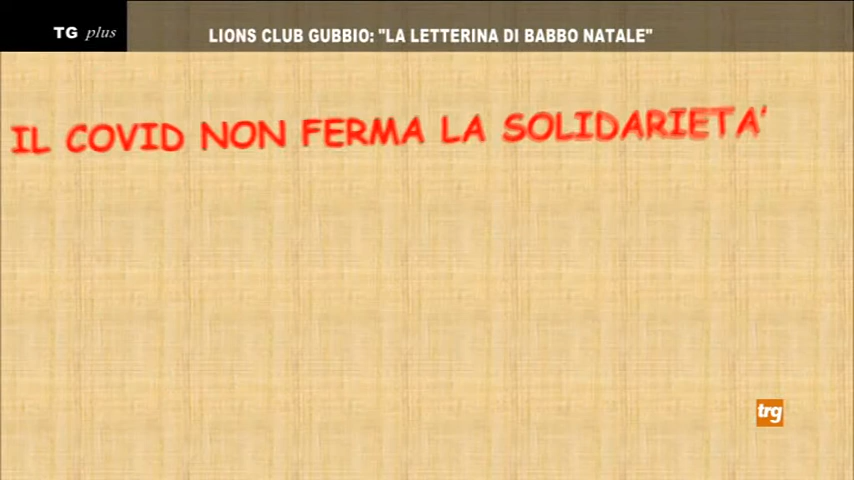 TG plus
LIONS CLUB GUBBIO: "LA LETTERINA DI BABBO NATALE"
IL COVID NON FERMA LA SOLIDARIETA'
trg